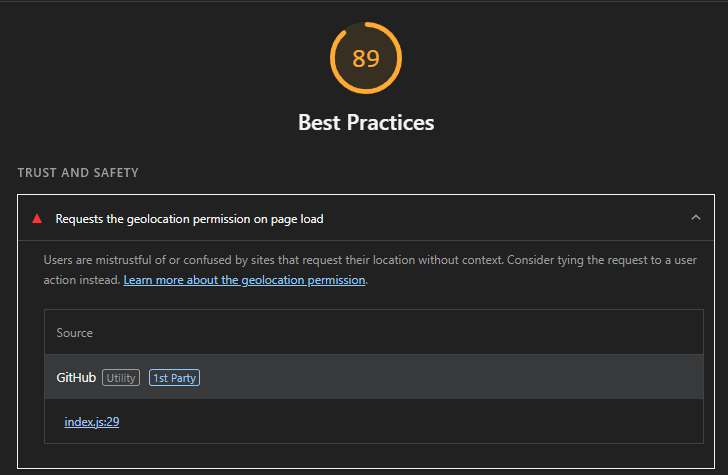 89
Best Practices
TRUST AND SAFETY
Requests the geolocation permission on page load
Users are mistrustful of or confused by sites that request their location without context. Consider tying the request to a user
action instead. Learn more about the geolocation permission.
Source
GitHub Utility 1st Party
index.js:29